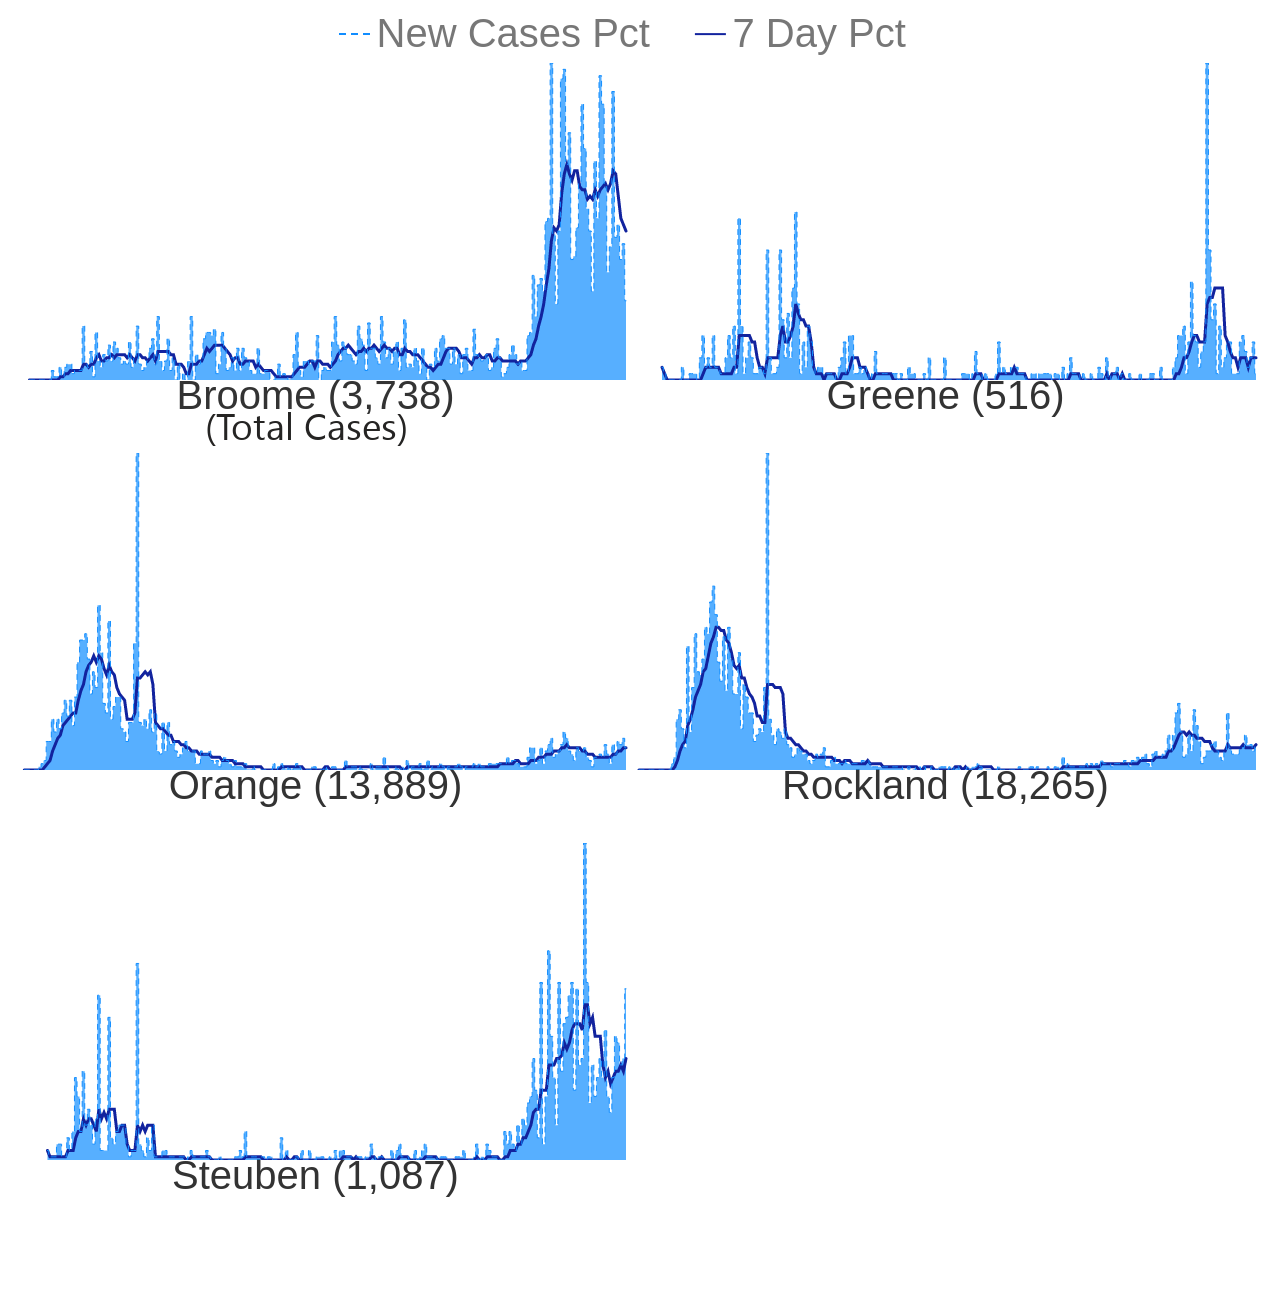 New Cases Pct 7 Day Pct
Broome (3,738) Greene (516)
(Total Cases)
Orange (13,889) Rockland (18,265)
Steuben (1,087)